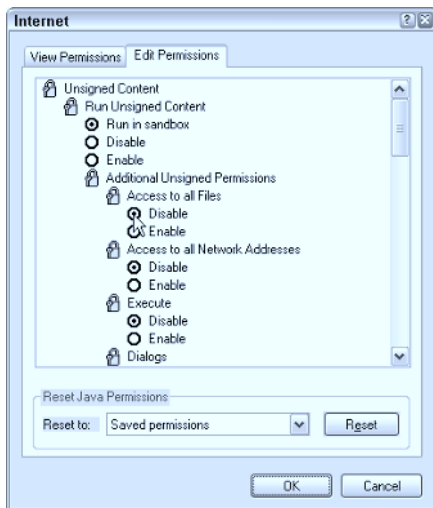 Internet
View Permissions Edit Permissions
Unsigned Content
Run Unsigned Content
Run in sandbox
Disable
Enable
Additional Unsigned Permissions
Access to all Files
Disable
Enable
Access to all Network Addresses
Disable
Enable
Execute
Disable
Enable
Dialogs
Reset Java Permissions
Reset to: Saved permissions Reset
OK Cancel